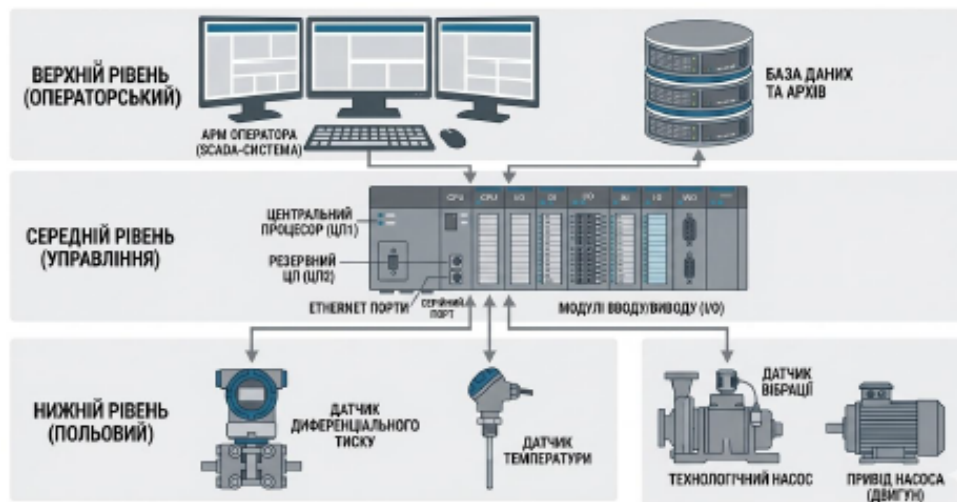 ВЕРХНІЙ РІВЕНЬ
(ОПЕРАТОРСЬКИЙ)
АРМ ОПЕРАТОРА
(SCADA-СИСТЕМА)
БАЗА ДАНИХ
ТА АРХІВ
СЕРЕДНІЙ РІВЕНЬ
(УПРАВЛІННЯ)
ЦЕНТРАЛЬНИЙ
ПРОЦЕСОР (ЦП1)
РЕЗЕРВНИЙ
ЦП (ЦП2)
ETHERNET ПОРТИ
СЕРІЙНИЙ
ПОРТ
CPU CPU I/O DI I/O
МОДУЛІ ВВОДУ/ВИВОДУ (I/O)
НИЖНІЙ РІВЕНЬ
(ПОЛЬОВИЙ)
ДАТЧИК
ДИФЕРЕНЦІАЛЬНОГО
ТИСКУ
ДАТЧИК
ТЕМПЕРАТУРИ
ДАТЧИК
ВІБРАЦІЇ
ТЕХНОЛОГІЧНИЙ НАСОС
ПРИВІД НАСОСА
(ДВИГУН)